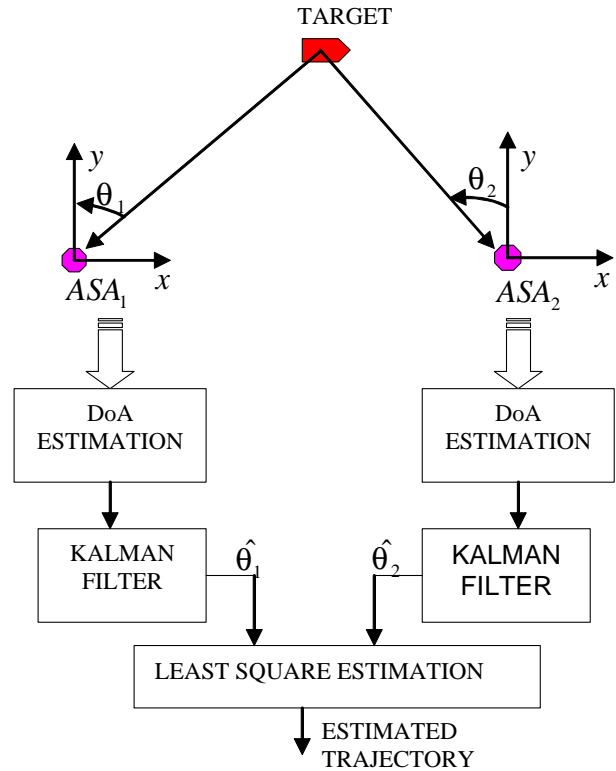 TARGET
y
θ1
x
ASA1
y
θ2
x
ASA2
DoA
ESTIMATION
DoA
ESTIMATION
KALMAN
FILTER
θ̂1
θ̂2
KALMAN
FILTER
LEAST SQUARE ESTIMATION
ESTIMATED
TRAJECTORY